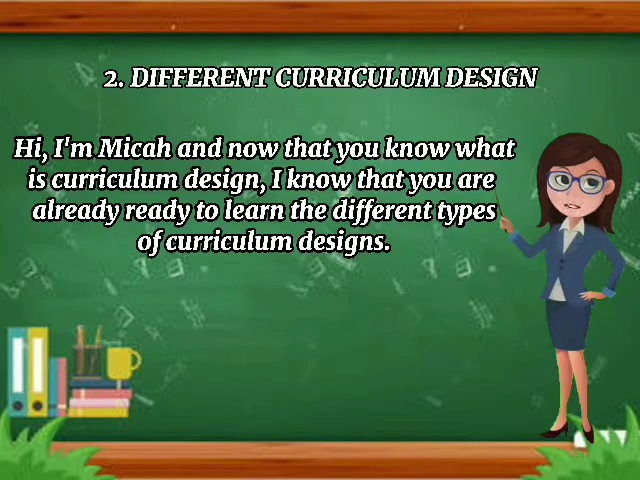 2. DIFFERENT CURRICULUM DESIGN
Hi, I'm Micah and now that you know what
is curriculum design, I know that you are
already ready to learn the different types
of curriculum designs.